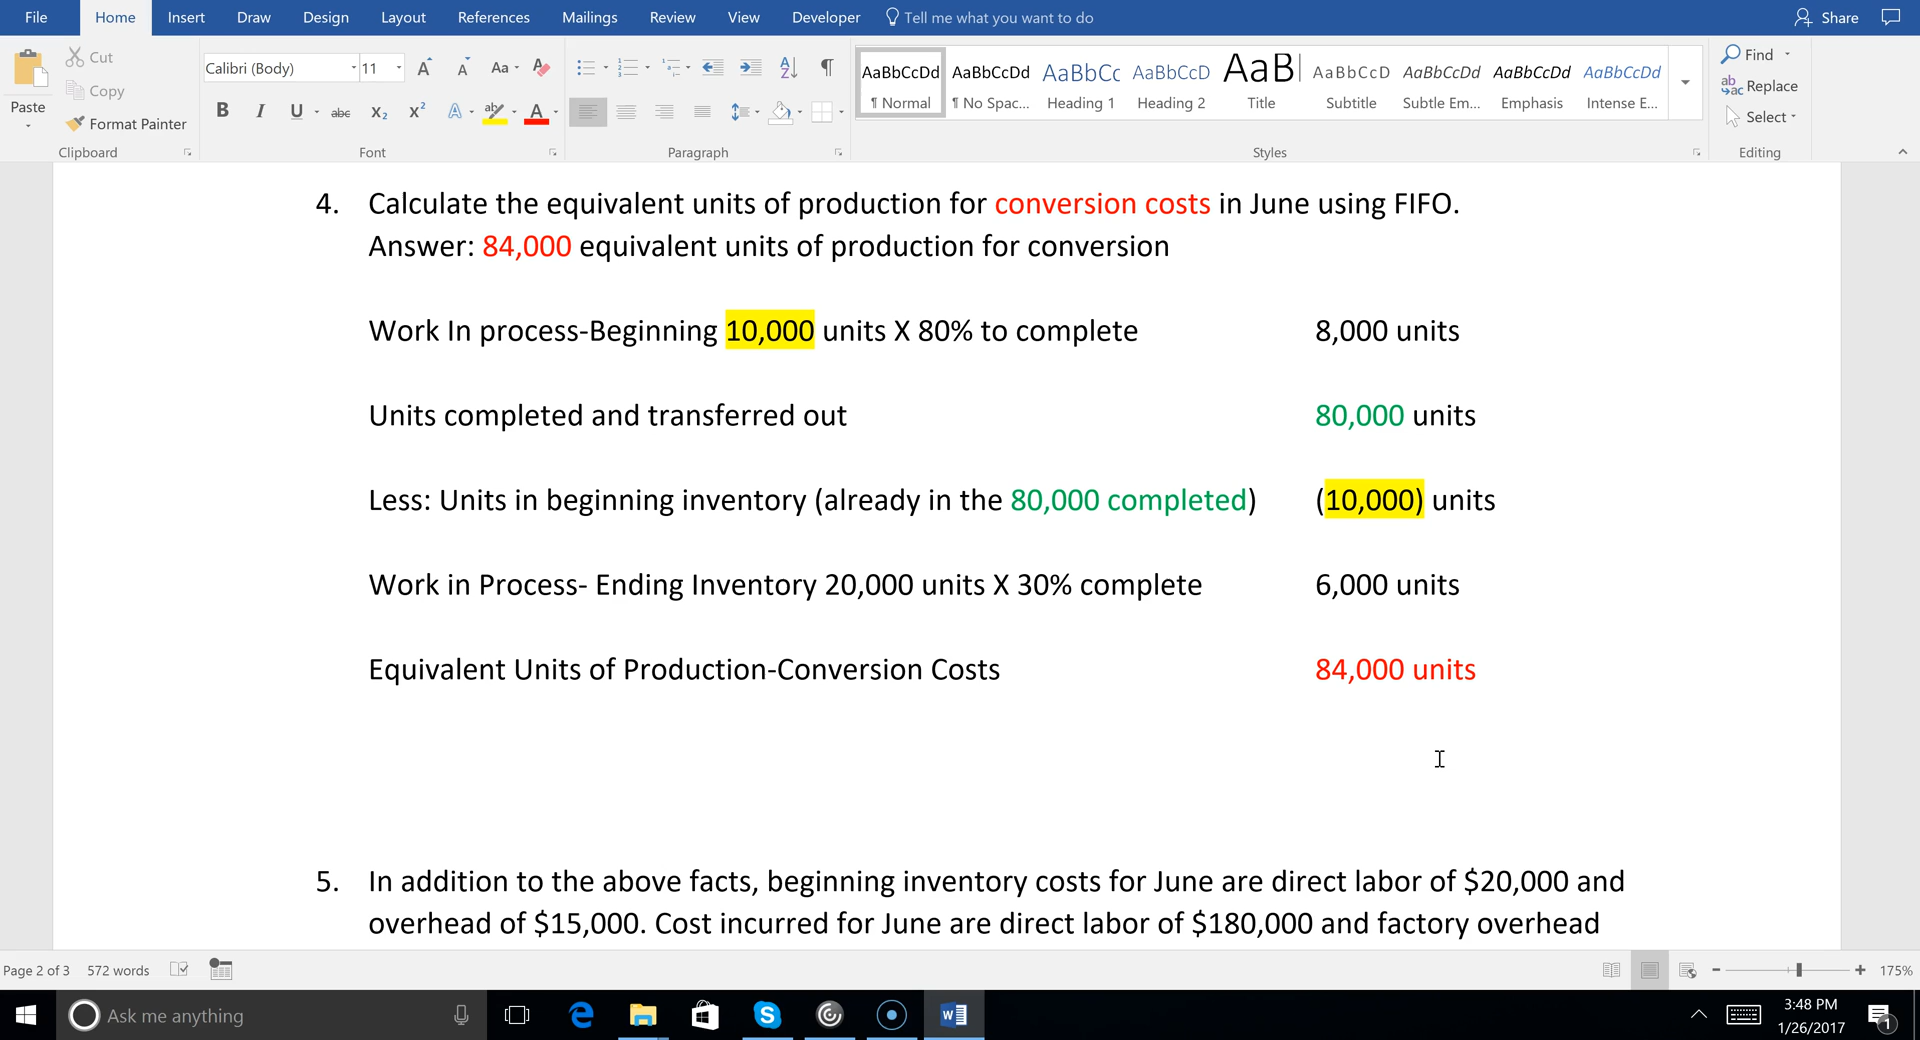 File Home Insert Draw Design Layout References Mailings Review View Developer Tell me what you want to do Share
Cut
Copy
Paste
Format Painter
Clipboard
Calibri (Body) 11
Font
Paragraph
AaBbCcDd AaBbCcDd AaBbCc AaBbCcD AaB AaBbCcD AaBbCcDd AaBbCcDd AaBbCcDd
¶ Normal ¶ No Spac... Heading 1 Heading 2 Title Subtitle Subtle Em... Emphasis Intense E...
Styles
Find
Replace
Select
Editing
4. Calculate the equivalent units of production for conversion costs in June using FIFO.
Answer: 84,000 equivalent units of production for conversion
Work In process-Beginning 10,000 units X 80% to complete 8,000 units
Units completed and transferred out 80,000 units
Less: Units in beginning inventory (already in the 80,000 completed) (10,000) units
Work in Process- Ending Inventory 20,000 units X 30% complete 6,000 units
Equivalent Units of Production-Conversion Costs 84,000 units
5. In addition to the above facts, beginning inventory costs for June are direct labor of $20,000 and
overhead of $15,000. Cost incurred for June are direct labor of $180,000 and factory overhead
Page 2 of 3 572 words 175%
Ask me anything
3:48 PM
1/26/2017
1